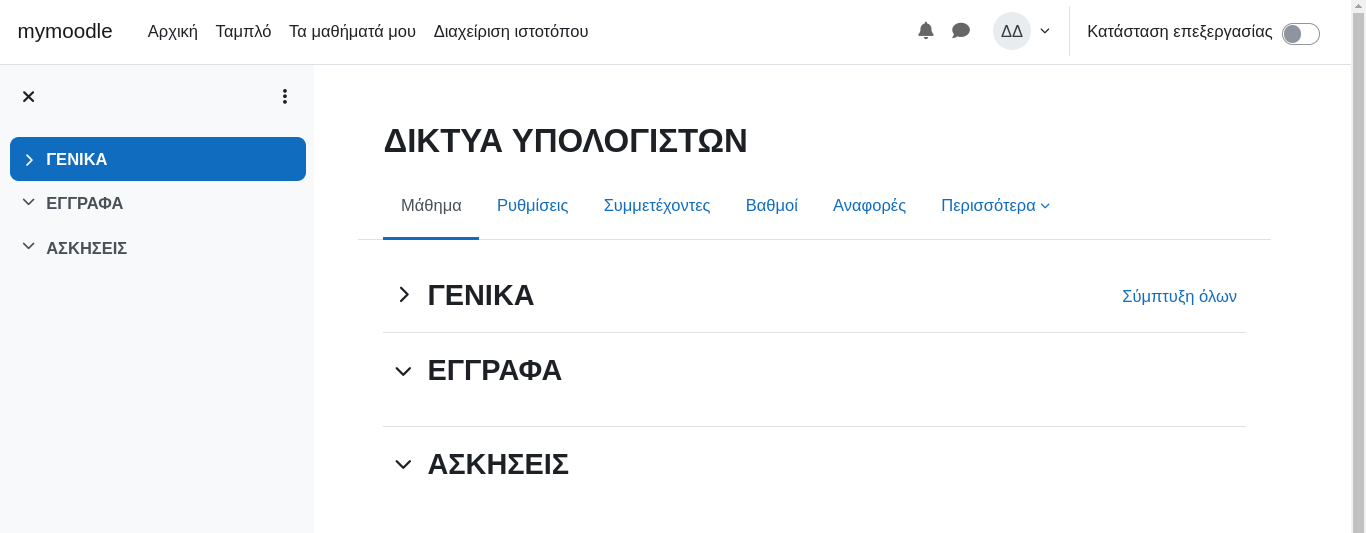 mymoodle Αρχική Ταμπλό Τα μαθήματά μου Διαχείριση ιστοτόπου ΔΔ Κατάσταση επεξεργασίας
ΓΕΝΙΚΑ
ΕΓΓΡΑΦΑ
ΑΣΚΗΣΕΙΣ
ΔΙΚΤΥΑ ΥΠΟΛΟΓΙΣΤΩΝ
Μάθημα Ρυθμίσεις Συμμετέχοντες Βαθμοί Αναφορές Περισσότερα
ΓΕΝΙΚΑ Σύμπτυξη όλων
ΕΓΓΡΑΦΑ
ΑΣΚΗΣΕΙΣ